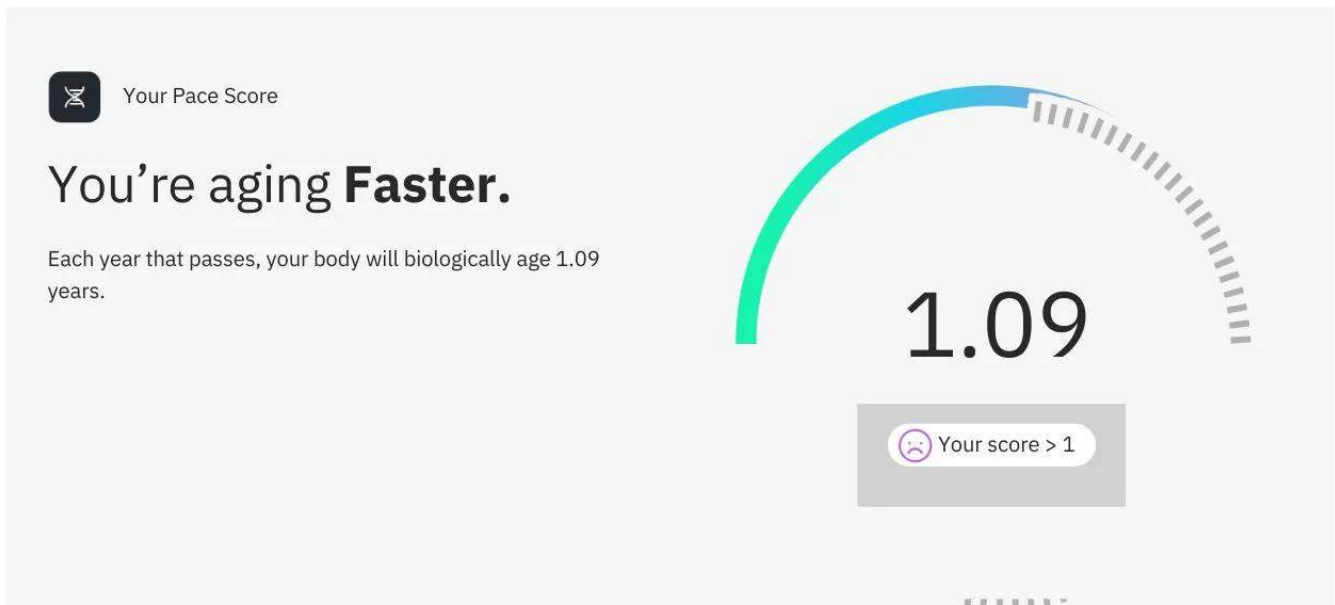 Your Pace Score
You’re aging Faster.
Each year that passes, your body will biologically age 1.09
years.
1.09
Your score > 1